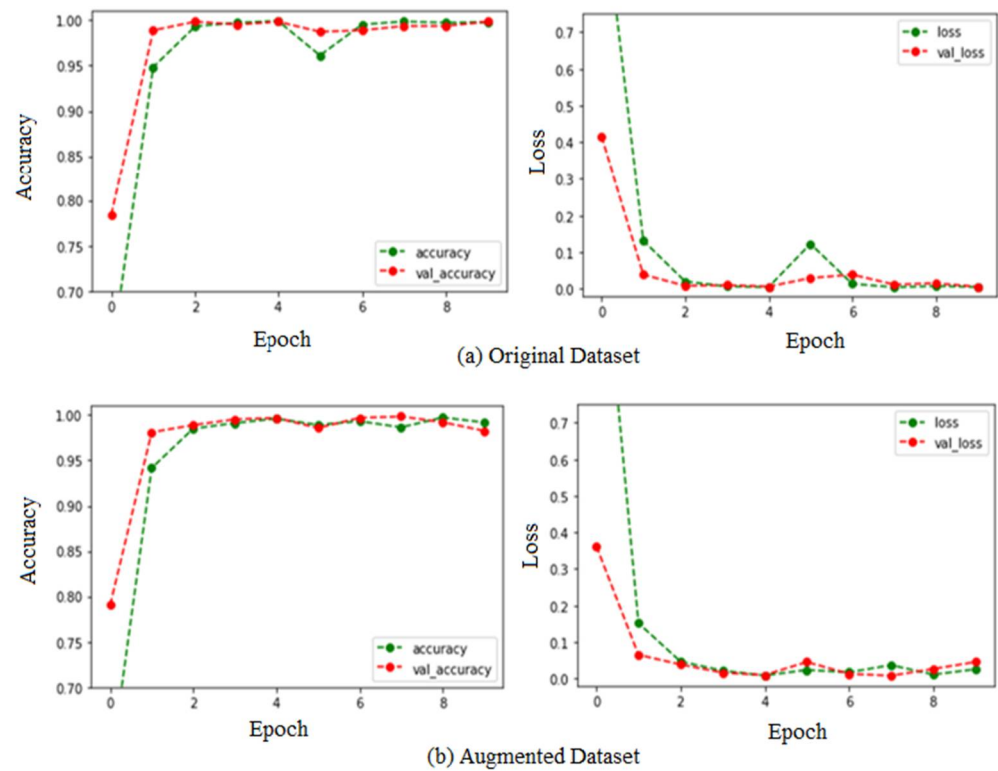 1.00
0.95
0.90
0.85
0.80
0.75
0.70
Accuracy
0 2 4 6 8
Epoch
accuracy
val_accuracy
0.7
0.6
0.5
0.4
0.3
0.2
0.1
0.0
Loss
0 2 4 6 8
Epoch
loss
val_loss
(a) Original Dataset
1.00
0.95
0.90
0.85
0.80
0.75
0.70
Accuracy
0 2 4 6 8
Epoch
accuracy
val_accuracy
0.7
0.6
0.5
0.4
0.3
0.2
0.1
0.0
Loss
0 2 4 6 8
Epoch
loss
val_loss
(b) Augmented Dataset